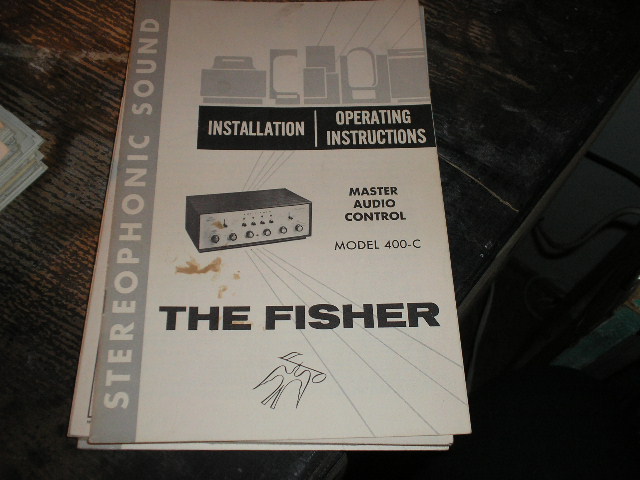 STEREOPHONIC SOUND
INSTALLATION
OPERATING
INSTRUCTIONS
MASTER
AUDIO
CONTROL
MODEL 400-C
THE FISHER